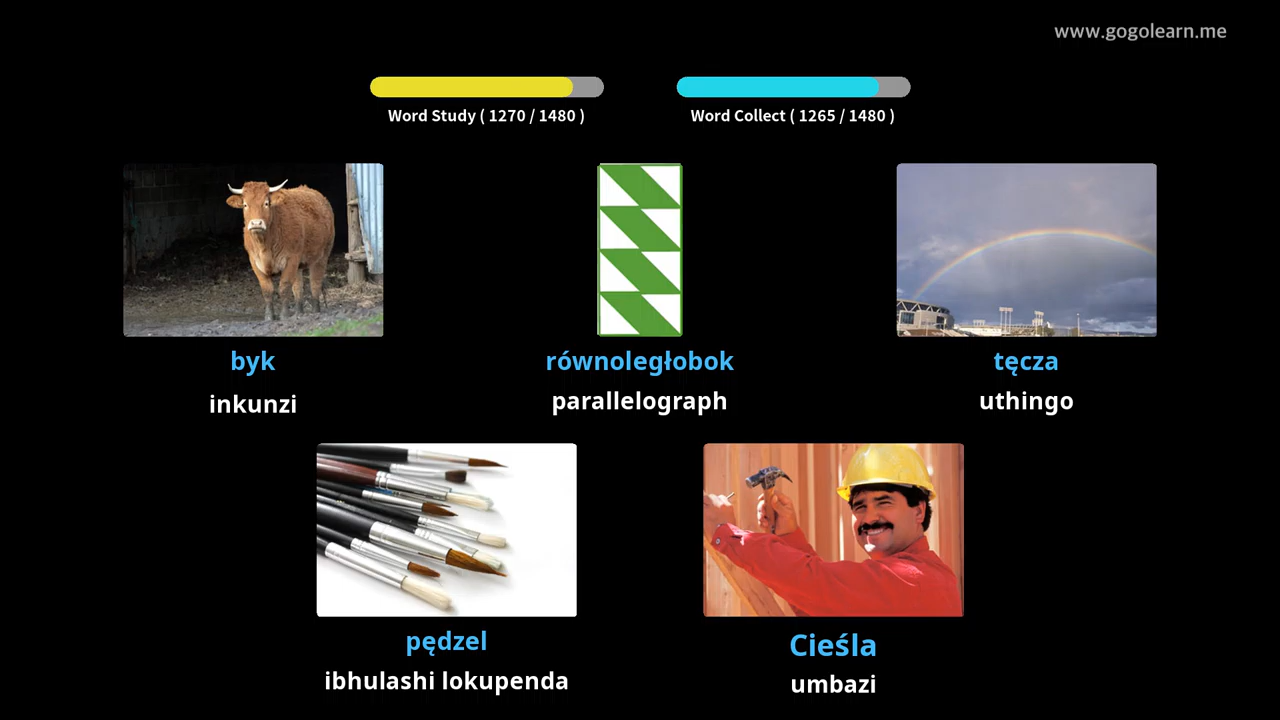 www.gogolearn.me
Word Study ( 1270 / 1480 )
Word Collect ( 1265 / 1480 )
byk
inkunzi
równoległobok
parallelograph
tęcza
uthingo
pędzel
ibhulashi lokupenda
Cieśla
umbazi